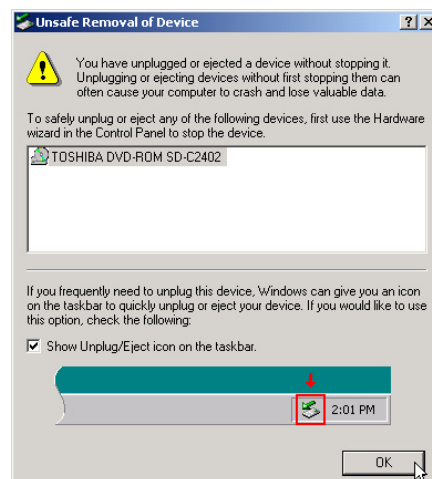 Unsafe Removal of Device
You have unplugged or ejected a device without stopping it.
Unplugging or ejecting devices without first stopping them can
often cause your computer to crash and lose valuable data.
To safely unplug or eject any of the following devices, first use the Hardware
wizard in the Control Panel to stop the device.
TOSHIBA DVD-ROM SD-C2402
If you frequently need to unplug this device, Windows can give you an icon
on the taskbar to quickly unplug or eject your device. If you would like to use
this option, check the following:
Show Unplug/Eject icon on the taskbar.
2:01 PM
OK